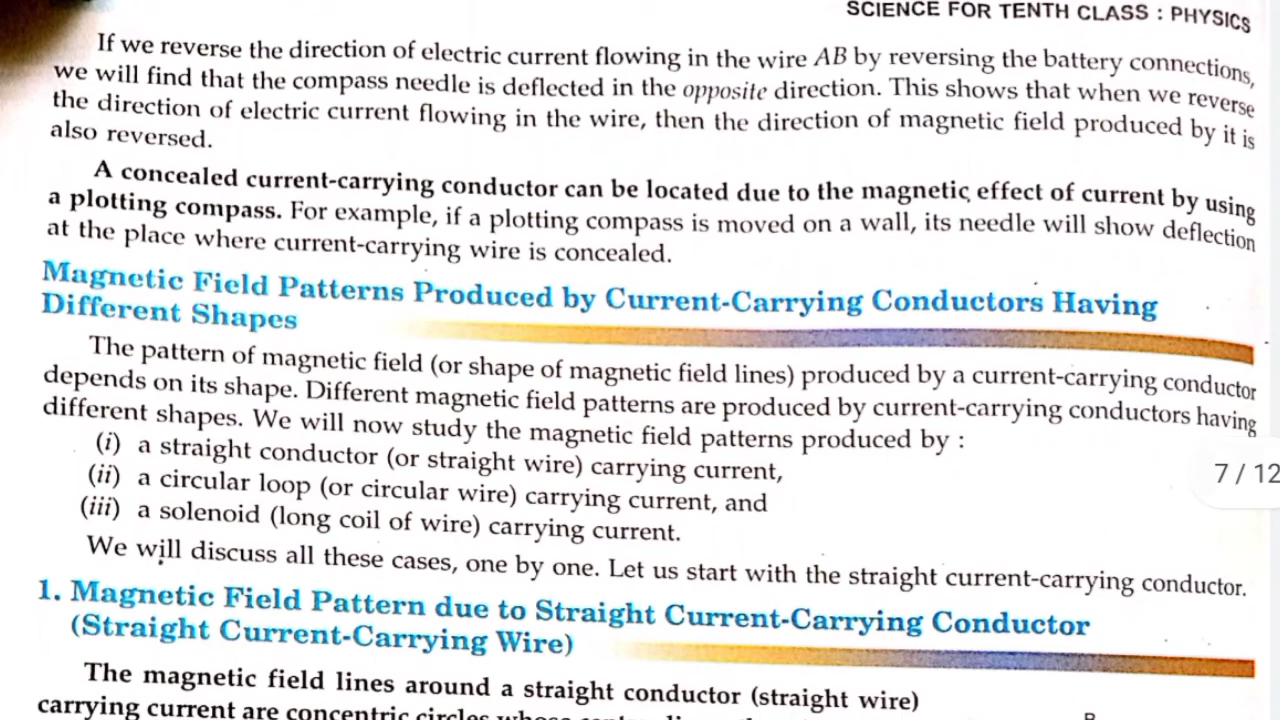 SCIENCE FOR TENTH CLASS : PHYSICS
If we reverse the direction of electric current flowing in the wire AB by reversing the battery connections,
we will find that the compass needle is deflected in the opposite direction. This shows that when we reverse
the direction of electric current flowing in the wire, then the direction of magnetic field produced by it is
also reversed.
A concealed current-carrying conductor can be located due to the magnetic effect of current by using
a plotting compass. For example, if a plotting compass is moved on a wall, its needle will show deflection
at the place where current-carrying wire is concealed.
Magnetic Field Patterns Produced by Current-Carrying Conductors Having
Different Shapes
The pattern of magnetic field (or shape of magnetic field lines) produced by a current-carrying conductor
depends on its shape. Different magnetic field patterns are produced by current-carrying conductors having
different shapes. We will now study the magnetic field patterns produced by :
(i) a straight conductor (or straight wire) carrying current,
7 / 12
(ii) a circular loop (or circular wire) carrying current, and
(iii) a solenoid (long coil of wire) carrying current.
We will discuss all these cases, one by one. Let us start with the straight current-carrying conductor.
1. Magnetic Field Pattern due to Straight Current-Carrying Conductor
(Straight Current-Carrying Wire)
The magnetic field lines around a straight conductor (straight wire)
carrying current are concentric circles whose